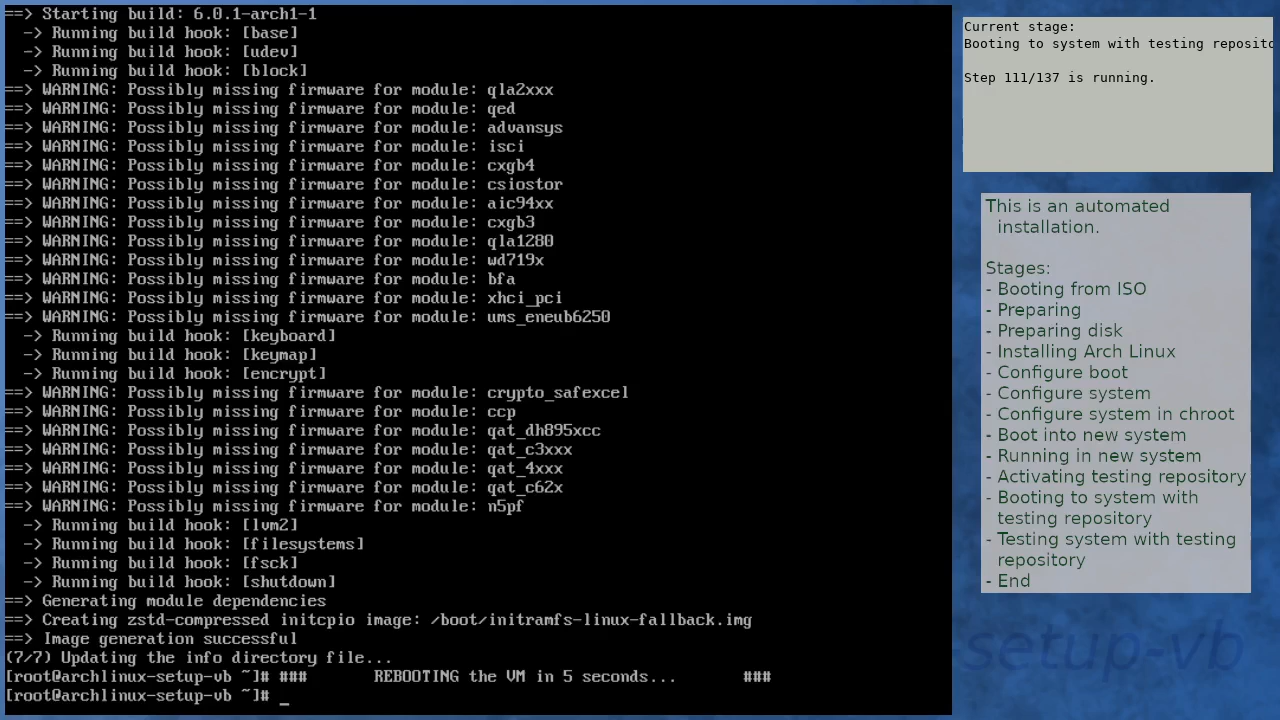 ==> Starting build: 6.0.1-arch1-1
  -> Running build hook: [base]
  -> Running build hook: [udev]
  -> Running build hook: [block]
==> WARNING: Possibly missing firmware for module: qla2xxx
==> WARNING: Possibly missing firmware for module: qed
==> WARNING: Possibly missing firmware for module: advansys
==> WARNING: Possibly missing firmware for module: isci
==> WARNING: Possibly missing firmware for module: cxgb4
==> WARNING: Possibly missing firmware for module: csiostor
==> WARNING: Possibly missing firmware for module: aic94xx
==> WARNING: Possibly missing firmware for module: cxgb3
==> WARNING: Possibly missing firmware for module: qla1280
==> WARNING: Possibly missing firmware for module: wd719x
==> WARNING: Possibly missing firmware for module: bfa
==> WARNING: Possibly missing firmware for module: xhci_pci
==> WARNING: Possibly missing firmware for module: ums_eneub6250
  -> Running build hook: [keyboard]
  -> Running build hook: [keymap]
  -> Running build hook: [encrypt]
==> WARNING: Possibly missing firmware for module: crypto_safexcel
==> WARNING: Possibly missing firmware for module: ccp
==> WARNING: Possibly missing firmware for module: qat_dh895xcc
==> WARNING: Possibly missing firmware for module: qat_c3xxx
==> WARNING: Possibly missing firmware for module: qat_4xxx
==> WARNING: Possibly missing firmware for module: qat_c62x
==> WARNING: Possibly missing firmware for module: n5pf
  -> Running build hook: [lvm2]
  -> Running build hook: [filesystems]
  -> Running build hook: [fsck]
  -> Running build hook: [shutdown]
==> Generating module dependencies
==> Creating zstd-compressed initcpio image: /boot/initramfs-linux-fallback.img
==> Image generation successful
(7/7) Updating the info directory file...
[root@archlinux-setup-vb ~]# ###       REBOOTING the VM in 5 seconds...       ###
[root@archlinux-setup-vb ~]# _
Current stage:
Booting to system with testing reposito
Step 111/137 is running.
This is an automated
installation.
Stages:
- Booting from ISO
- Preparing
- Preparing disk
- Installing Arch Linux
- Configure boot
- Configure system
- Configure system in chroot
- Boot into new system
- Running in new system
- Activating testing repository
- Booting to system with
testing repository
- Testing system with testing
repository
- End
-setup-vb